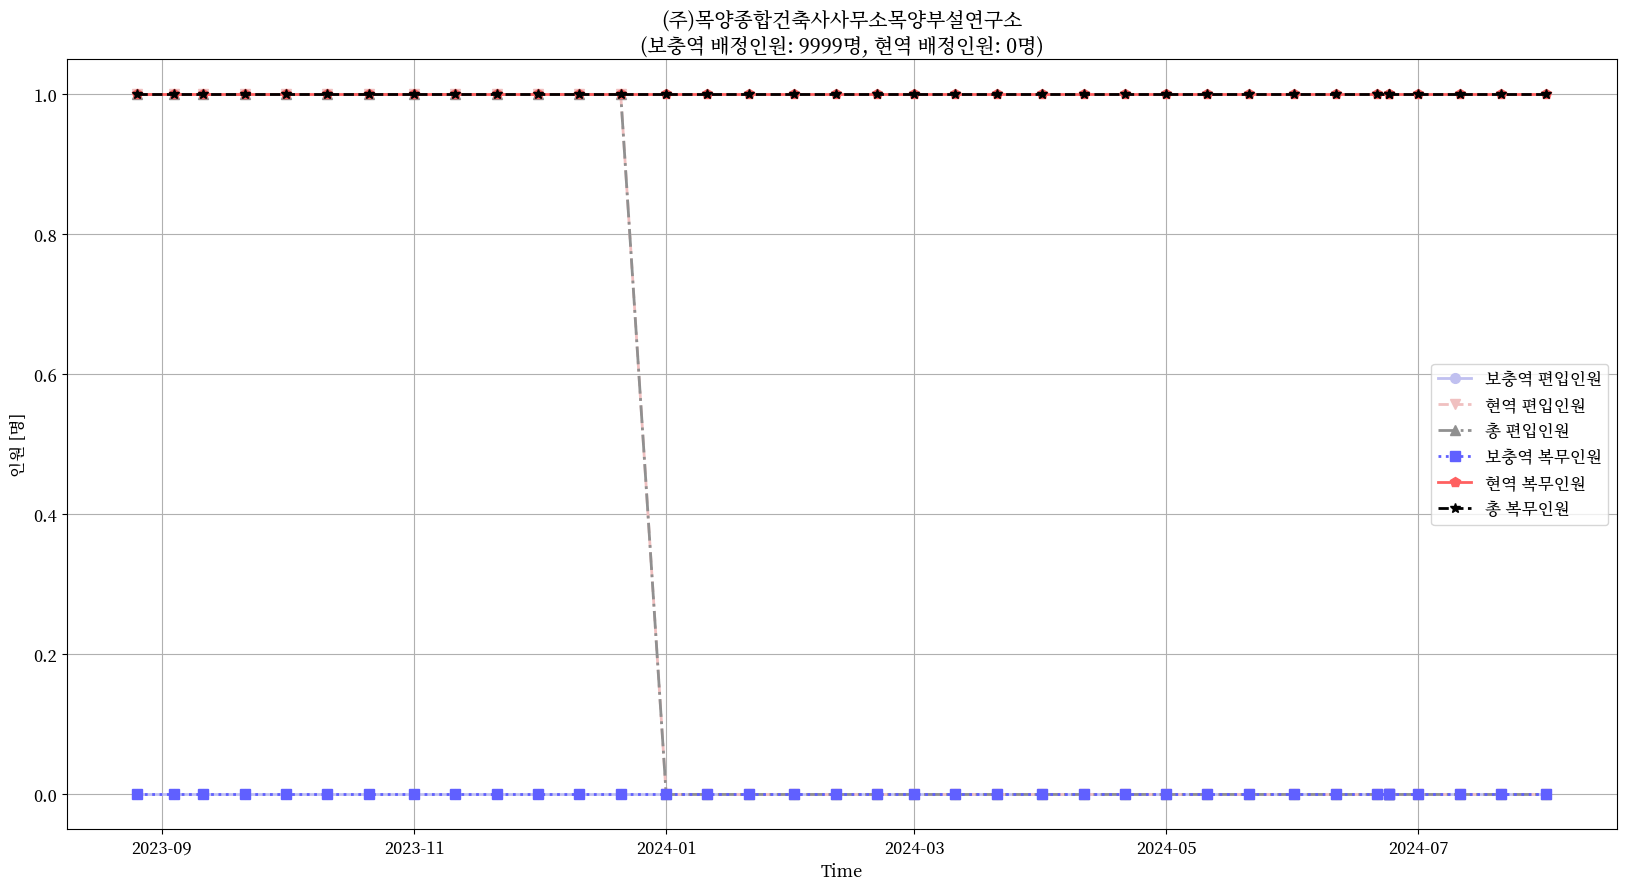 (주)목양종합건축사사무소목양부설연구소
(보충역 배정인원: 9999명, 현역 배정인원: 0명)
인원 [명]
1.0
0.8
0.6
0.4
0.2
0.0
보충역 편입인원
현역 편입인원
총 편입인원
보충역 복무인원
현역 복무인원
총 복무인원
2023-09
2023-11
2024-01
2024-03
2024-05
2024-07
Time